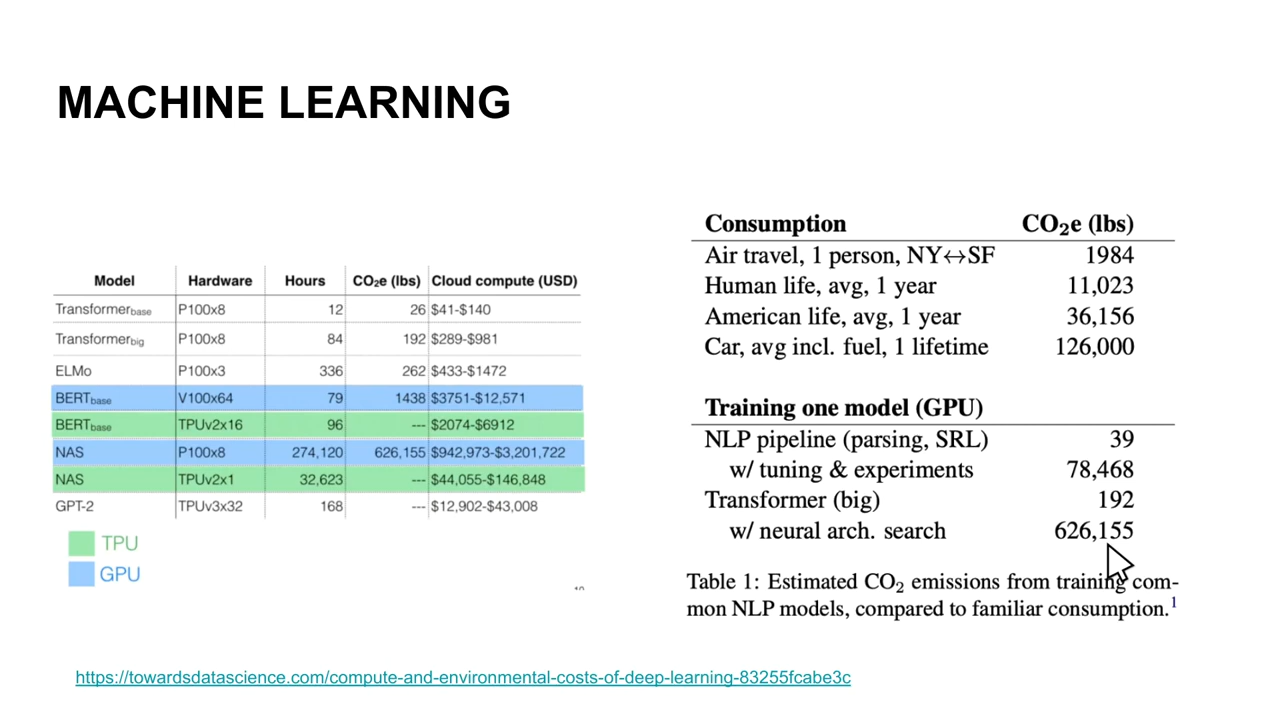 MACHINE LEARNING
Model Hardware Hours CO₂e (lbs) Cloud compute (USD)
Transformer_base P100x8 12 26 $41-$140
Transformer_big P100x8 84 192 $289-$981
ELMo P100x3 336 262 $433-$1472
BERT_base V100x64 79 1438 $3751-$12,571
BERT_base TPUv2x16 96 --- $2074-$6912
NAS P100x8 274,120 626,155 $942,973-$3,201,722
NAS TPUv2x1 32,623 --- $44,055-$146,848
GPT-2 TPUv3x32 168 --- $12,902-$43,008
TPU
GPU
Consumption CO₂e (lbs)
Air travel, 1 person, NY↔SF 1984
Human life, avg, 1 year 11,023
American life, avg, 1 year 36,156
Car, avg incl. fuel, 1 lifetime 126,000
Training one model (GPU)
NLP pipeline (parsing, SRL) 39
w/ tuning & experiments 78,468
Transformer (big) 192
w/ neural arch. search 626,155
Table 1: Estimated CO₂ emissions from training com-
mon NLP models, compared to familiar consumption.¹
https://towardsdatascience.com/compute-and-environmental-costs-of-deep-learning-83255fcabe3c